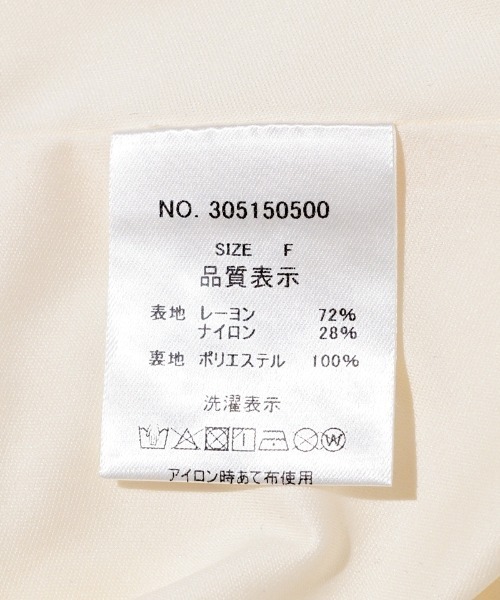 NO. 305150500
SIZE F
品質表示
表地 レーヨン 72%
ナイロン 28%
裏地 ポリエステル 100%
洗濯表示
W
アイロン時あて布使用